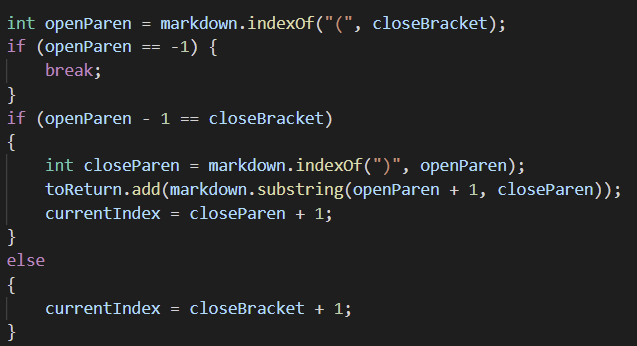 int openParen = markdown.indexOf("(", closeBracket);
if (openParen == -1) {
    break;
}
if (openParen - 1 == closeBracket)
{
    int closeParen = markdown.indexOf(")", openParen);
    toReturn.add(markdown.substring(openParen + 1, closeParen));
    currentIndex = closeParen + 1;
}
else
{
    currentIndex = closeBracket + 1;
}